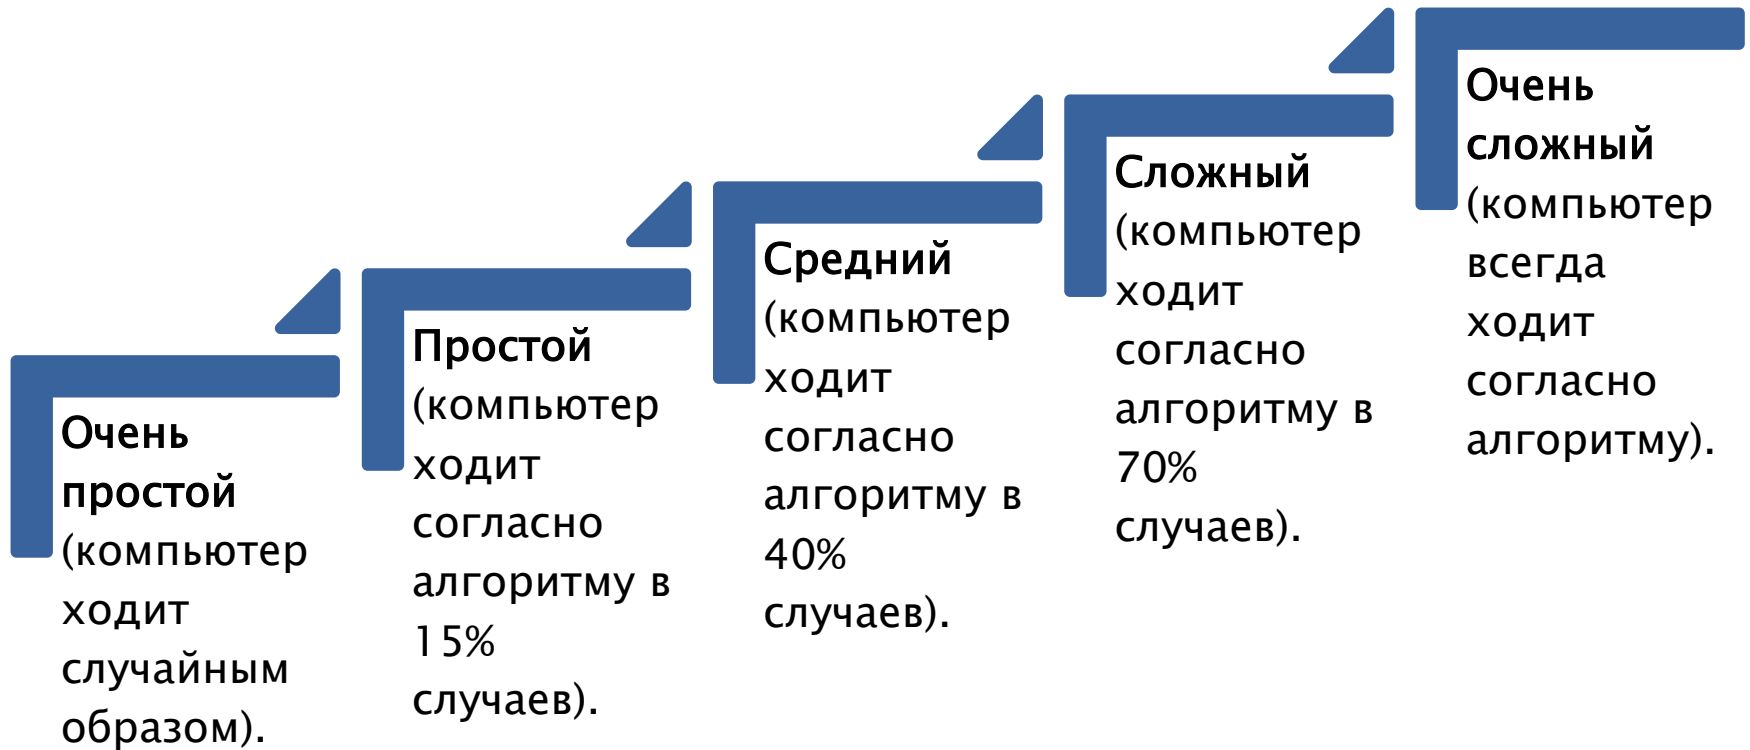 Очень
простой
(компьютер
ходит
случайным
образом).
Простой
(компьютер
ходит
согласно
алгоритму в
15%
случаев).
Средний
(компьютер
ходит
согласно
алгоритму в
40%
случаев).
Сложный
(компьютер
ходит
согласно
алгоритму в
70%
случаев).
Очень
сложный
(компьютер
всегда
ходит
согласно
алгоритму).